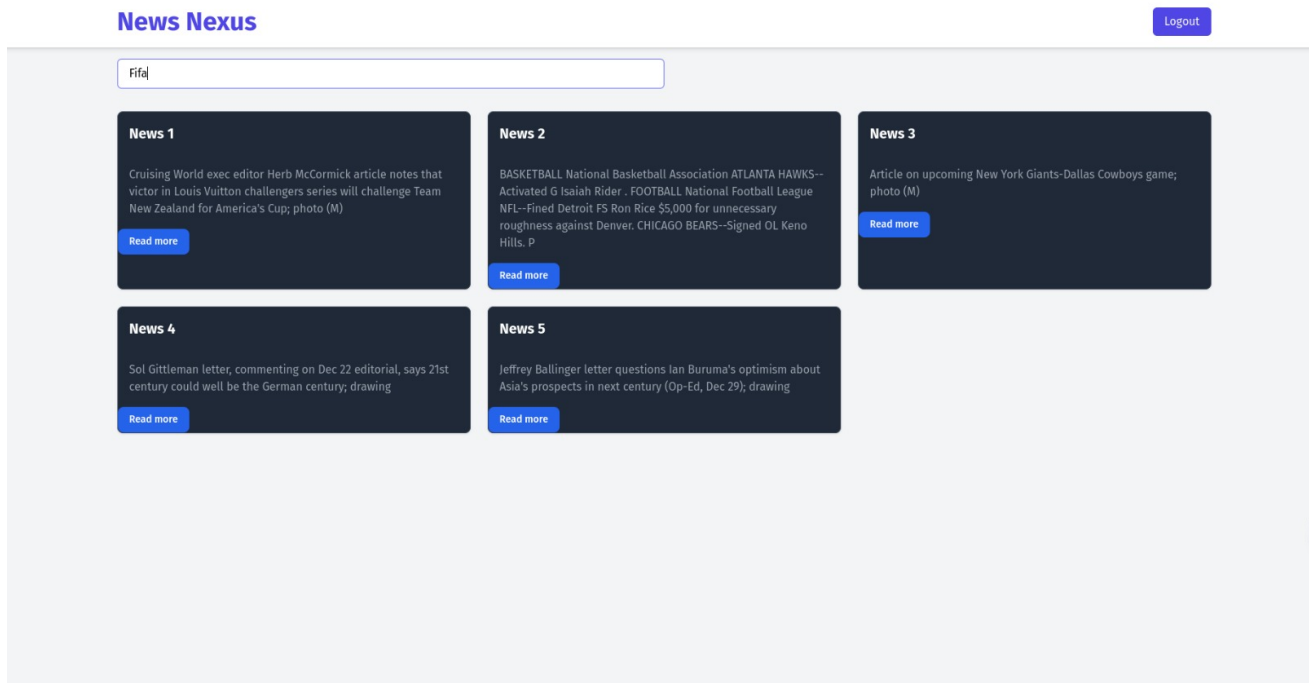 News Nexus
Logout
Fifa
News 1
Cruising World exec editor Herb McCormick article notes that
victor in Louis Vuitton challengers series will challenge Team
New Zealand for America's Cup; photo (M)
Read more
News 2
BASKETBALL National Basketball Association ATLANTA HAWKS--
Activated G Isaiah Rider . FOOTBALL National Football League
NFL--Fined Detroit FS Ron Rice $5,000 for unnecessary
roughness against Denver. CHICAGO BEARS--Signed OL Keno
Hills. P
Read more
News 3
Article on upcoming New York Giants-Dallas Cowboys game;
photo (M)
Read more
News 4
Sol Gittleman letter, commenting on Dec 22 editorial, says 21st
century could well be the German century; drawing
Read more
News 5
Jeffrey Ballinger letter questions Ian Buruma's optimism about
Asia's prospects in next century (Op-Ed, Dec 29); drawing
Read more